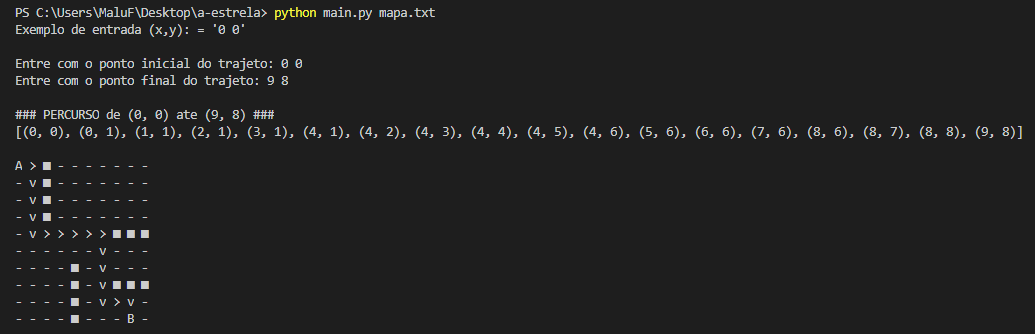 PS C:\Users\MaluF\Desktop\a-estrela> python main.py mapa.txt
Exemplo de entrada (x,y): = '0 0'
Entre com o ponto inicial do trajeto: 0 0
Entre com o ponto final do trajeto: 9 8
### PERCURSO de (0, 0) ate (9, 8) ###
[(0, 0), (0, 1), (1, 1), (2, 1), (3, 1), (4, 1), (4, 2), (4, 3), (4, 4), (4, 5), (4, 6), (5, 6), (6, 6), (7, 6), (8, 6), (8, 7), (8, 8), (9, 8)]
A > ■ - - - - - - -
- v ■ - - - - - - -
- v ■ - - - - - - -
- v ■ - - - - - - -
- v > > > > > ■ ■ ■
- - - - - - v - - -
- - - - ■ - v - - -
- - - - ■ - v ■ ■ ■
- - - - ■ - v > v -
- - - - ■ - - - B -